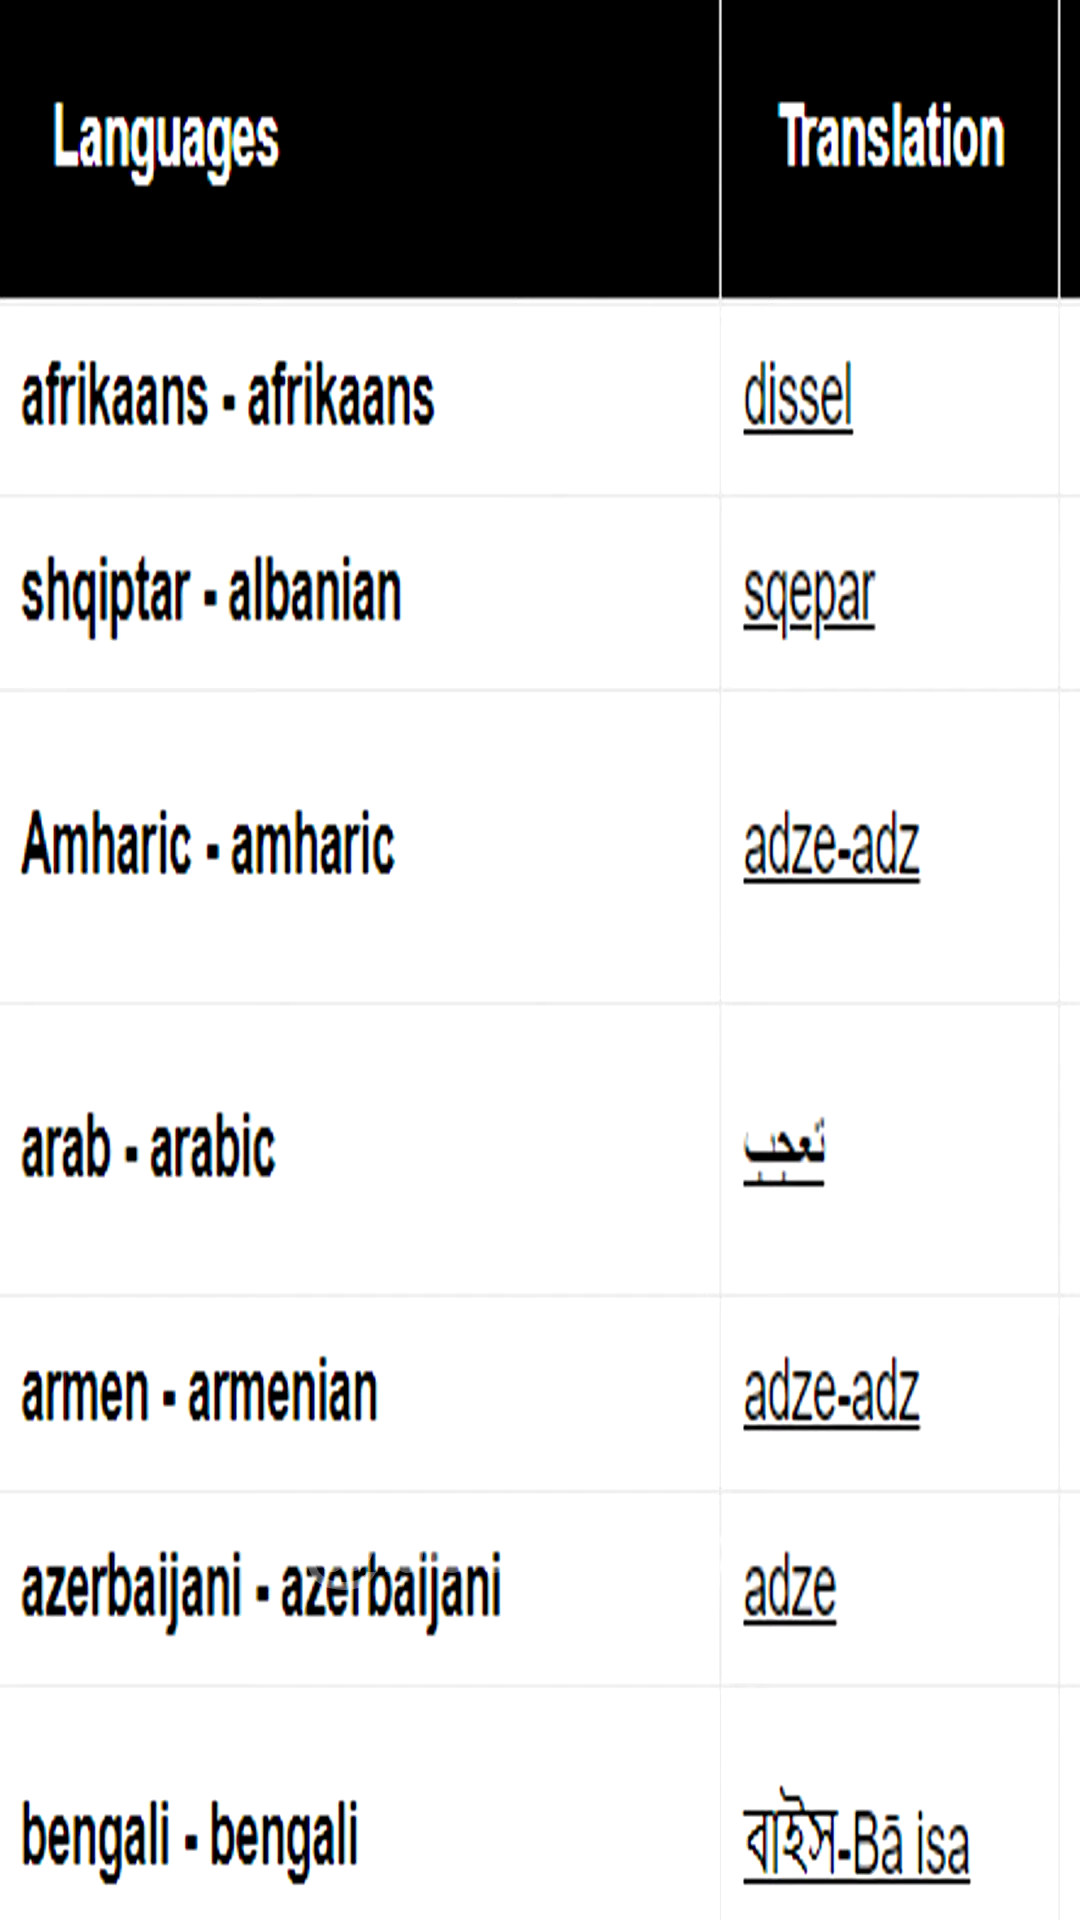 Languages Translation
afrikaans - afrikaans dissel
shqiptar - albanian sqepar
Amharic - amharic adze-adz
arab - arabic تعجب
armen - armenian adze-adz
azerbaijani - azerbaijani adze
bengali - bengali বাইস-Bā isa